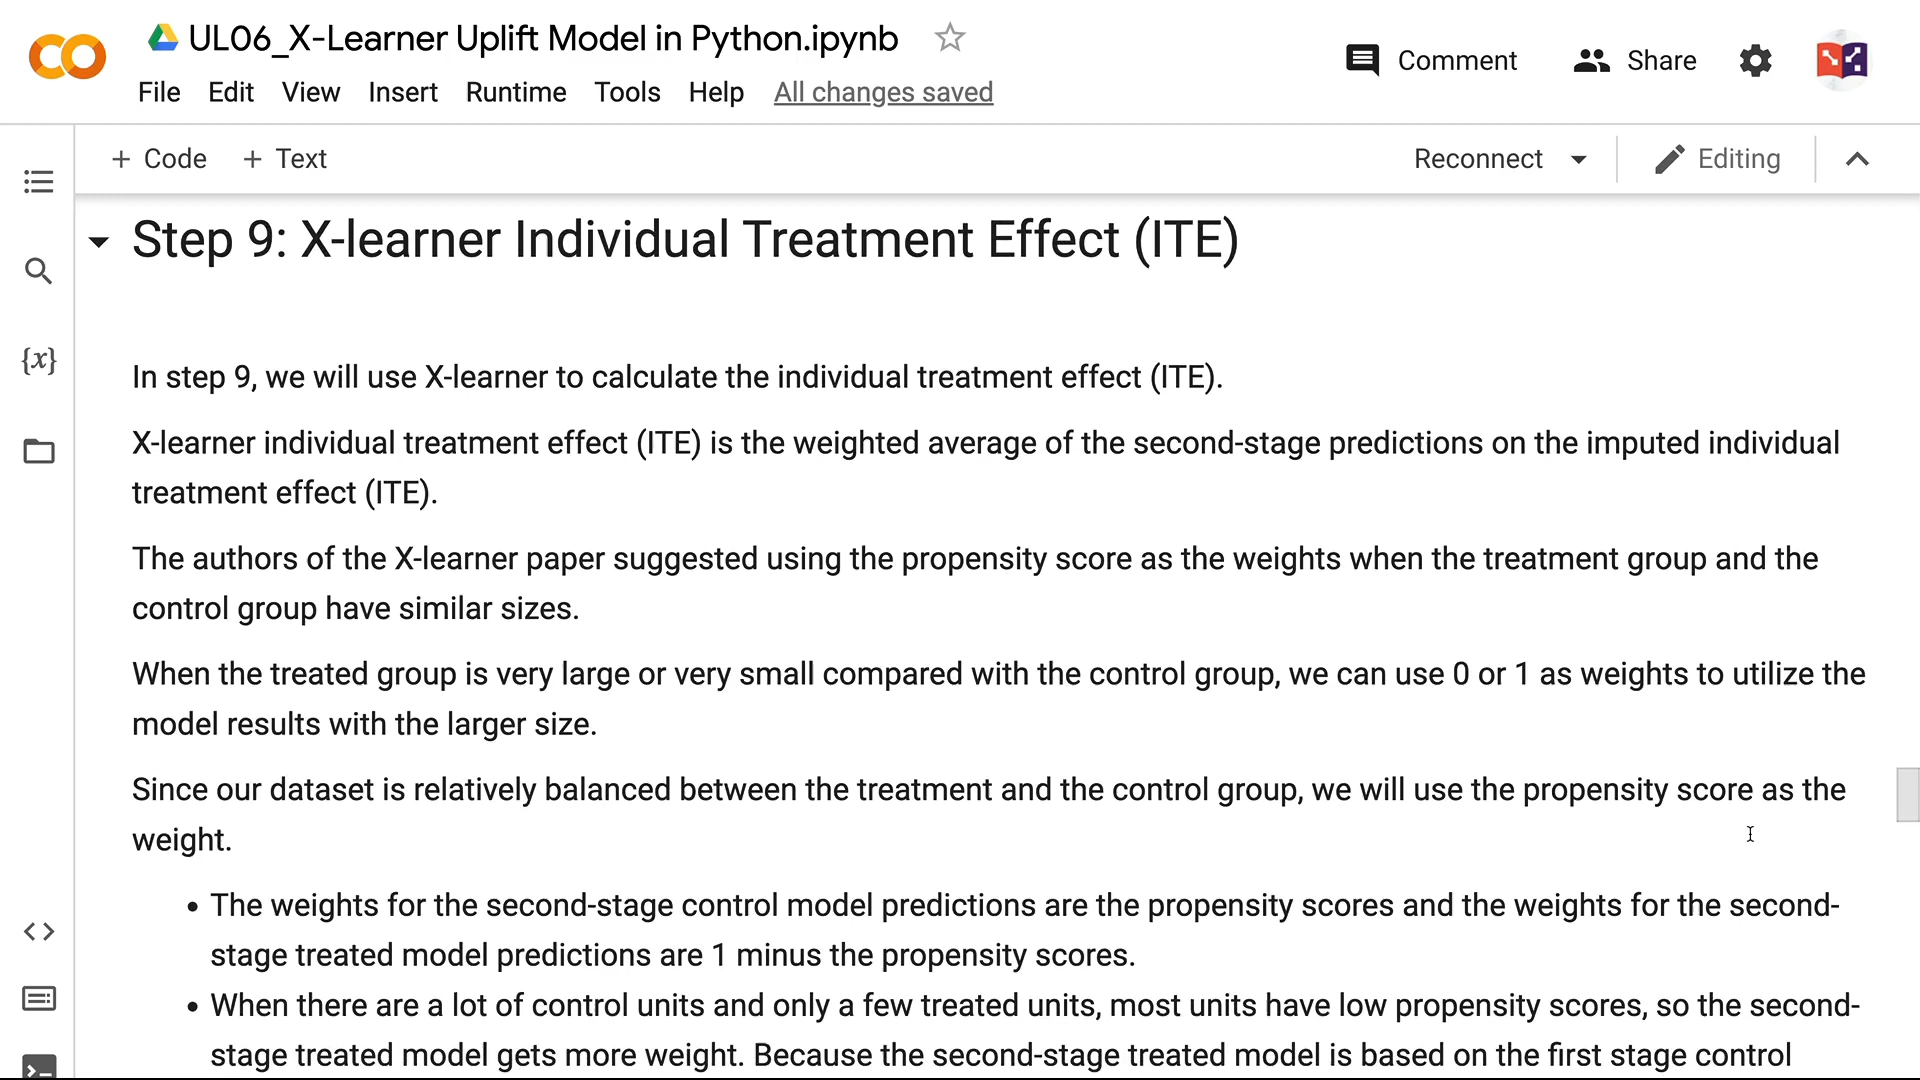 UL06_X-Learner Uplift Model in Python.ipynb
File Edit View Insert Runtime Tools Help All changes saved
Comment Share
+ Code + Text
Reconnect Editing
Step 9: X-learner Individual Treatment Effect (ITE)
{x}
In step 9, we will use X-learner to calculate the individual treatment effect (ITE).
X-learner individual treatment effect (ITE) is the weighted average of the second-stage predictions on the imputed individual
treatment effect (ITE).
The authors of the X-learner paper suggested using the propensity score as the weights when the treatment group and the
control group have similar sizes.
When the treated group is very large or very small compared with the control group, we can use 0 or 1 as weights to utilize the
model results with the larger size.
Since our dataset is relatively balanced between the treatment and the control group, we will use the propensity score as the
weight.
• The weights for the second-stage control model predictions are the propensity scores and the weights for the second-
stage treated model predictions are 1 minus the propensity scores.
• When there are a lot of control units and only a few treated units, most units have low propensity scores, so the second-
stage treated model gets more weight. Because the second-stage treated model is based on the first stage control